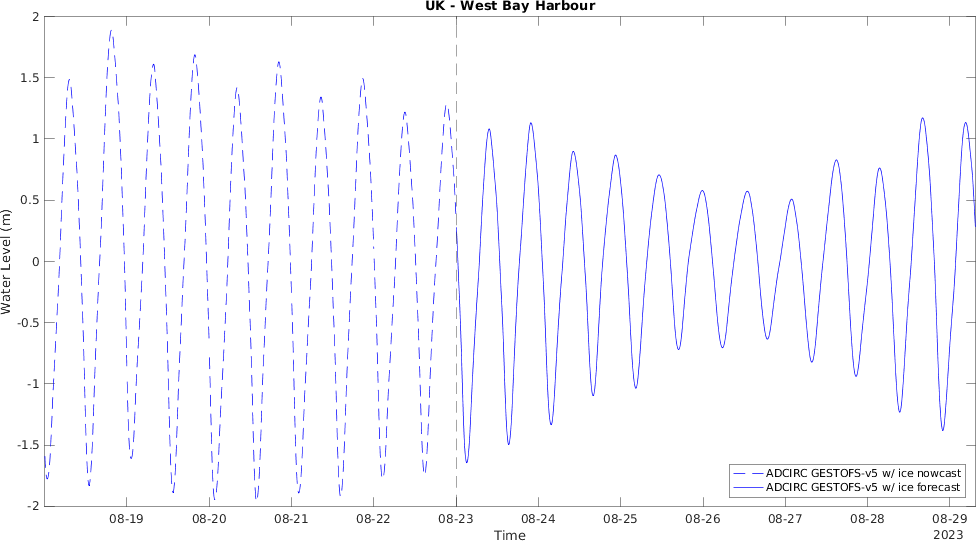 UK - West Bay Harbour
2
1.5
1
0.5
0
-0.5
-1
-1.5
-2
Water Level (m)
08-19 08-20 08-21 08-22 08-23 08-24 08-25 08-26 08-27 08-28 08-29
Time
2023
ADCIRC GESTOFS-v5 w/ ice nowcast
ADCIRC GESTOFS-v5 w/ ice forecast